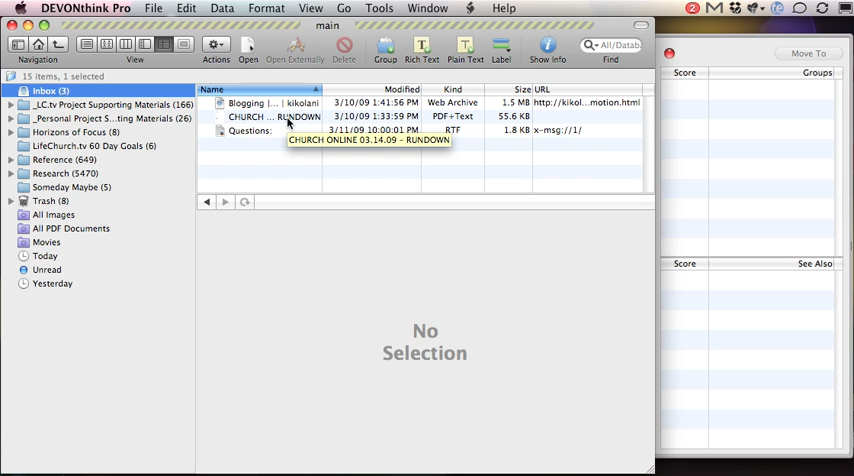 DEVONthink Pro File Edit Data Format View Go Tools Window Help 2
main
Navigation View Actions Open Open Externally Delete Group Rich Text Plain Text Label All/Datab. Find Show Info
Move To
15 items, 1 selected
Score Groups
Inbox (3)
_LC.tv Project Supporting Materials (166)
_Personal Project S...ting Materials (26)
Horizons of Focus (8)
LifeChurch.tv 60 Day Goals (6)
Reference (649)
Research (5470)
Someday Maybe (5)
Trash (8)
All Images
All PDF Documents
Movies
Today
Unread
Yesterday
Name Modified Kind Size URL
Blogging |... | kikolani 3/10/09 1:41:56 PM Web Archive 1.5 MB http://kikol...motion.html
CHURCH ... RUNDOWN 3/10/09 1:33:59 PM PDF+Text 55.6 KB
Questions: 3/11/09 10:00:01 PM RTF 1.8 KB x-msg://1/
CHURCH ONLINE 03.14.09 – RUNDOWN
Score See Also
No
Selection